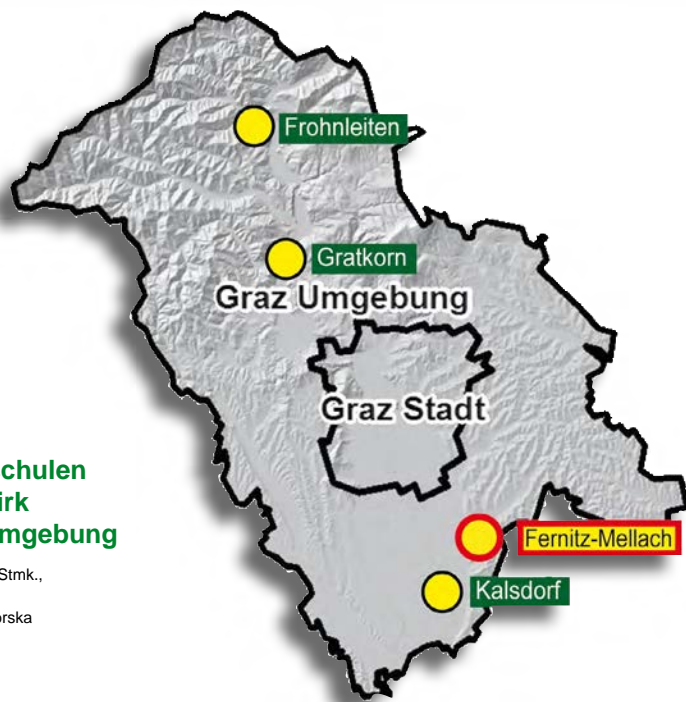 Frohnleiten
Gratkorn
Graz Umgebung
Graz Stadt
Fernitz-Mellach
Kalsdorf
chulen
irk
mgebung
Stmk.,
orska